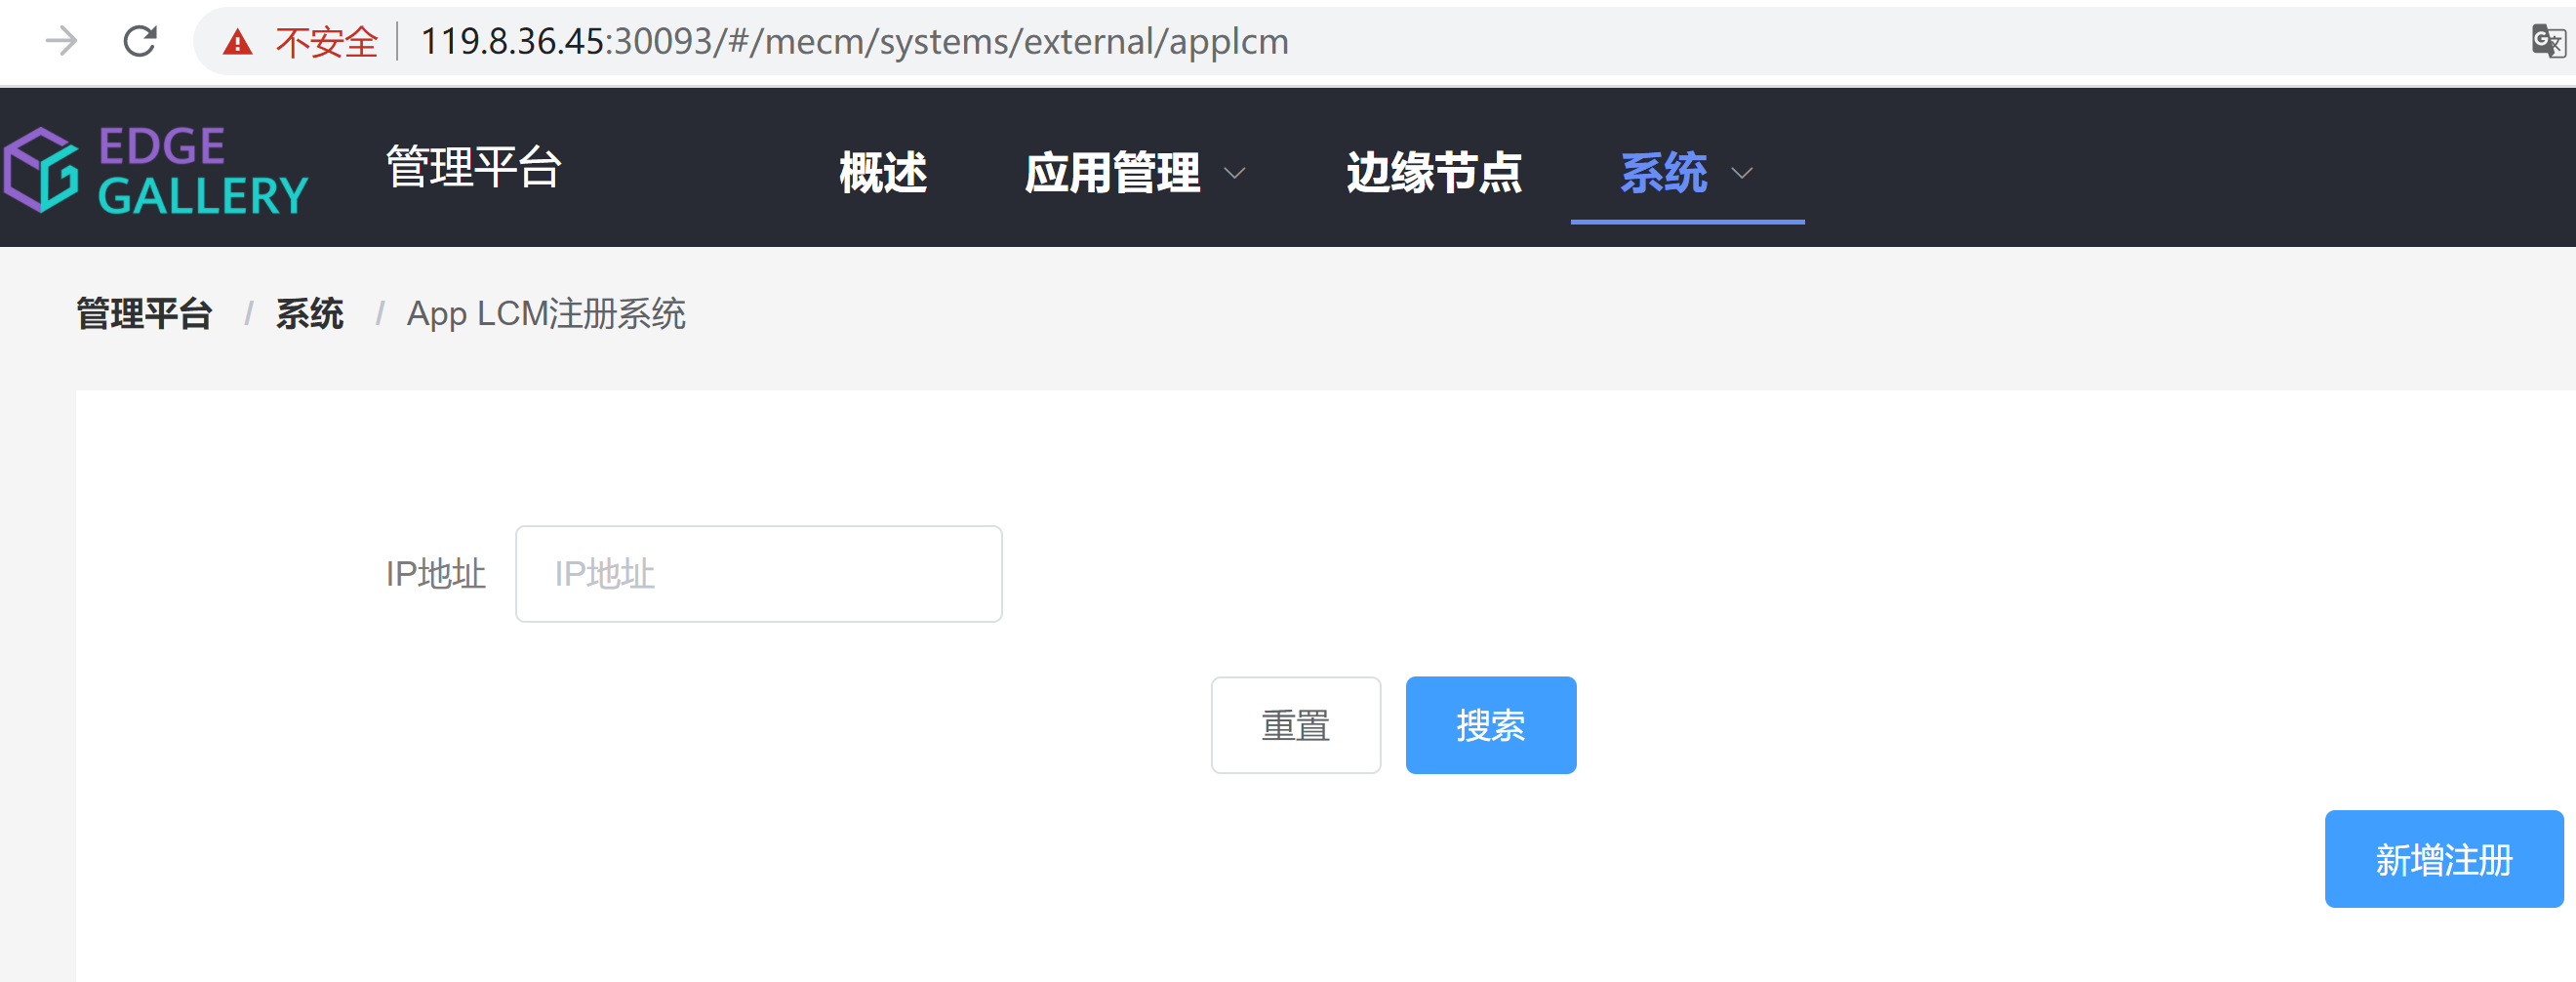 不安全 119.8.36.45:30093/#/mecm/systems/external/applcm
EDGE
GALLERY
管理平台 概述 应用管理 边缘节点 系统
管理平台 / 系统 / App LCM注册系统
IP地址 IP地址
重置 搜索
新增注册